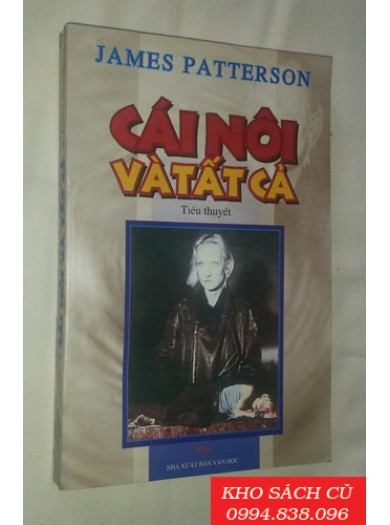 JAMES PATTERSON
CÁI NÔI
VÀ TẤT CẢ
Tiểu thuyết
NHÀ XUẤT BẢN VĂN HỌC
KHO SÁCH CŨ
0994.838.096